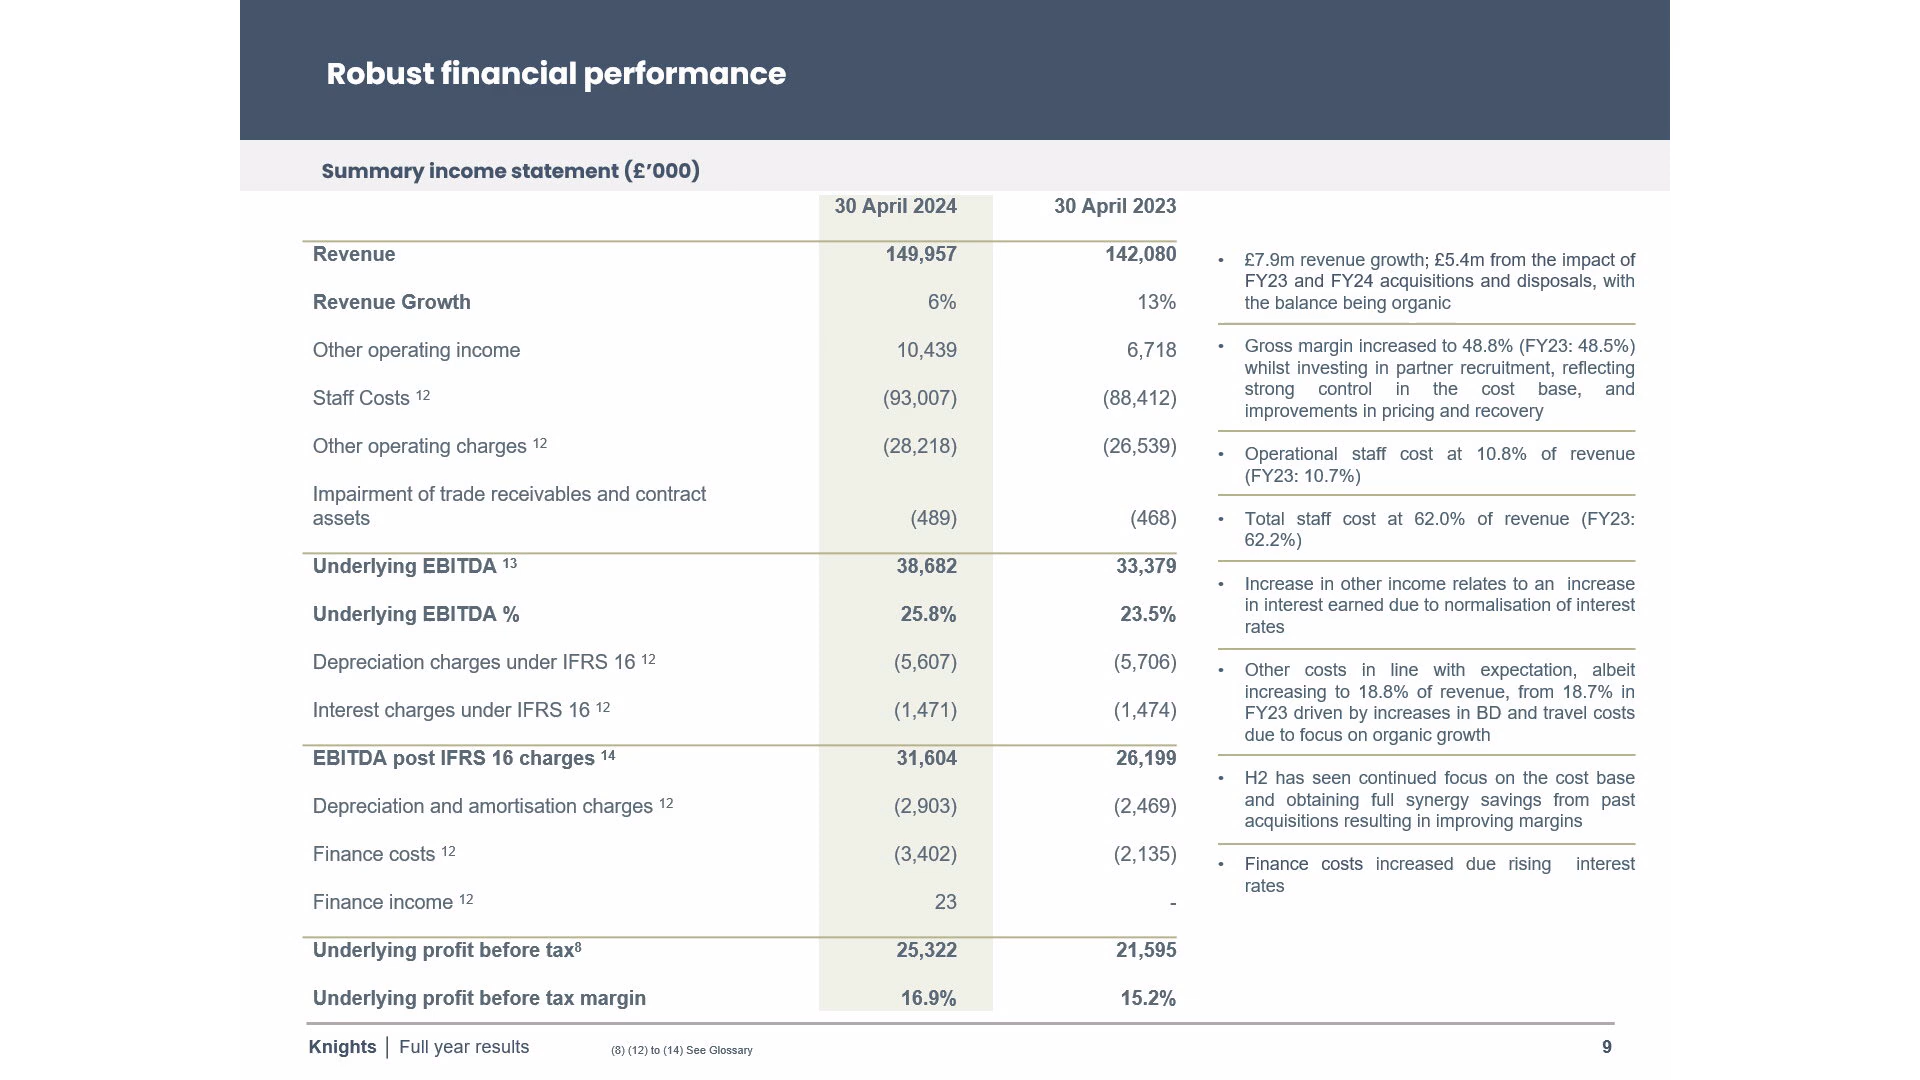 Robust financial performance
Summary income statement (£’000)
30 April 2024 30 April 2023
Revenue 149,957 142,080
Revenue Growth 6% 13%
Other operating income 10,439 6,718
Staff Costs 12 (93,007) (88,412)
Other operating charges 12 (28,218) (26,539)
Impairment of trade receivables and contract
assets (489) (468)
Underlying EBITDA 13 38,682 33,379
Underlying EBITDA % 25.8% 23.5%
Depreciation charges under IFRS 16 12 (5,607) (5,706)
Interest charges under IFRS 16 12 (1,471) (1,474)
EBITDA post IFRS 16 charges 14 31,604 26,199
Depreciation and amortisation charges 12 (2,903) (2,469)
Finance costs 12 (3,402) (2,135)
Finance income 12 23 -
Underlying profit before tax8 25,322 21,595
Underlying profit before tax margin 16.9% 15.2%
• £7.9m revenue growth; £5.4m from the impact of
FY23 and FY24 acquisitions and disposals, with
the balance being organic
• Gross margin increased to 48.8% (FY23: 48.5%)
whilst investing in partner recruitment, reflecting
strong control in the cost base, and
improvements in pricing and recovery
• Operational staff cost at 10.8% of revenue
(FY23: 10.7%)
• Total staff cost at 62.0% of revenue (FY23:
62.2%)
• Increase in other income relates to an increase
in interest earned due to normalisation of interest
rates
• Other costs in line with expectation, albeit
increasing to 18.8% of revenue, from 18.7% in
FY23 driven by increases in BD and travel costs
due to focus on organic growth
• H2 has seen continued focus on the cost base
and obtaining full synergy savings from past
acquisitions resulting in improving margins
• Finance costs increased due rising interest
rates
Knights | Full year results (8) (12) to (14) See Glossary 9